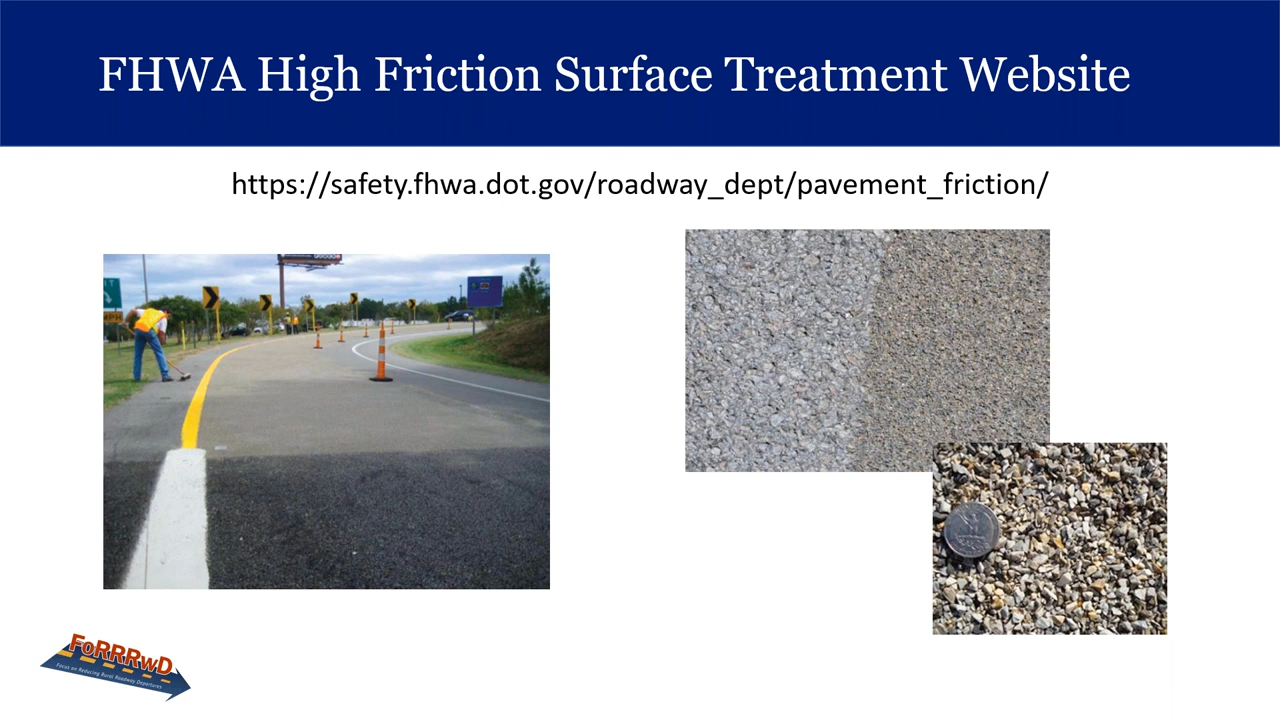 FHWA High Friction Surface Treatment Website
https://safety.fhwa.dot.gov/roadway_dept/pavement_friction/
FoRRRwD
Focus on Reducing Rural Roadway Departures